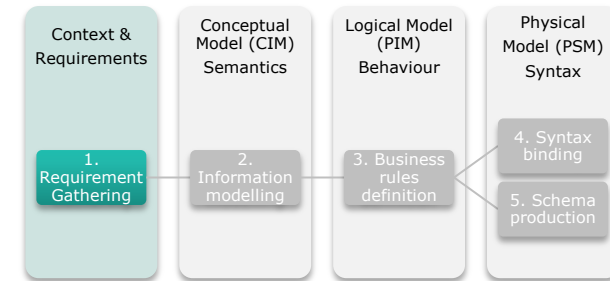 Context &
Requirements
Conceptual
Model (CIM)
Semantics
Logical Model
(PIM)
Behaviour
Physical
Model (PSM)
Syntax
1.
Requirement
Gathering
2.
Information
modelling
3. Business
rules
definition
4. Syntax
binding
5. Schema
production